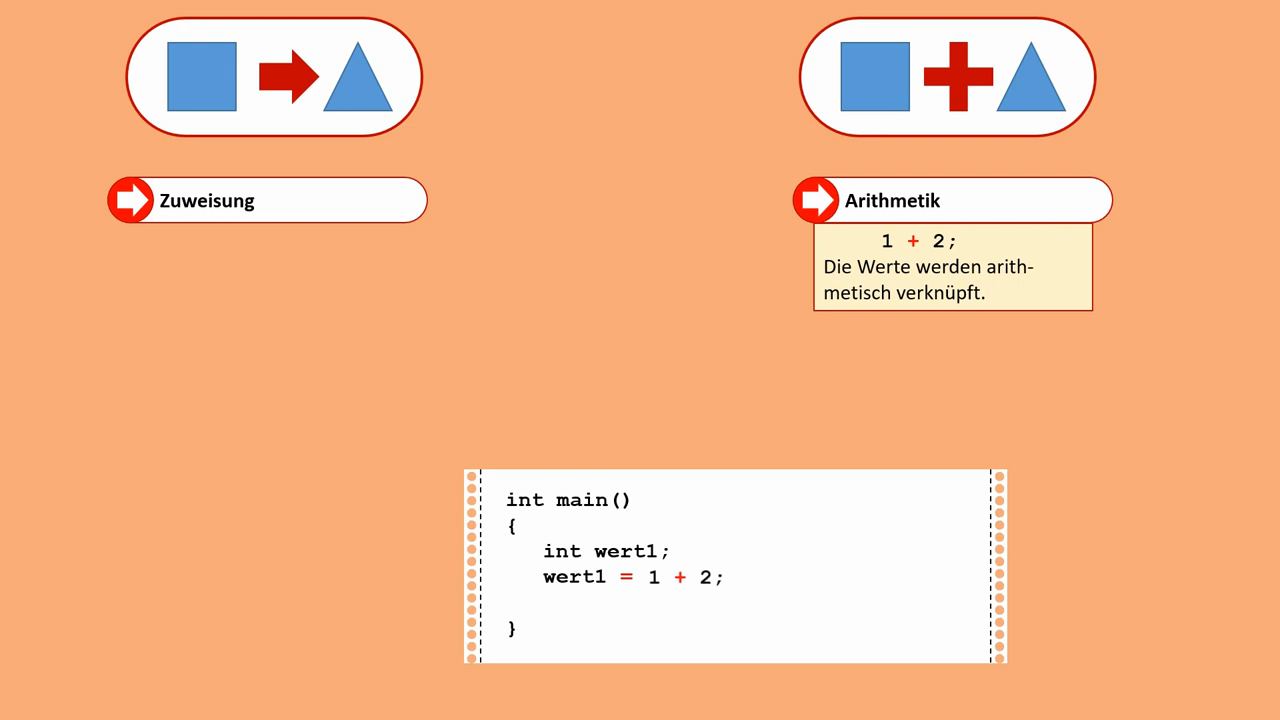 Zuweisung
Arithmetik
1 + 2;
Die Werte werden arith-
metisch verknüpft.
int main()
{
int wert1;
wert1 = 1 + 2;
}